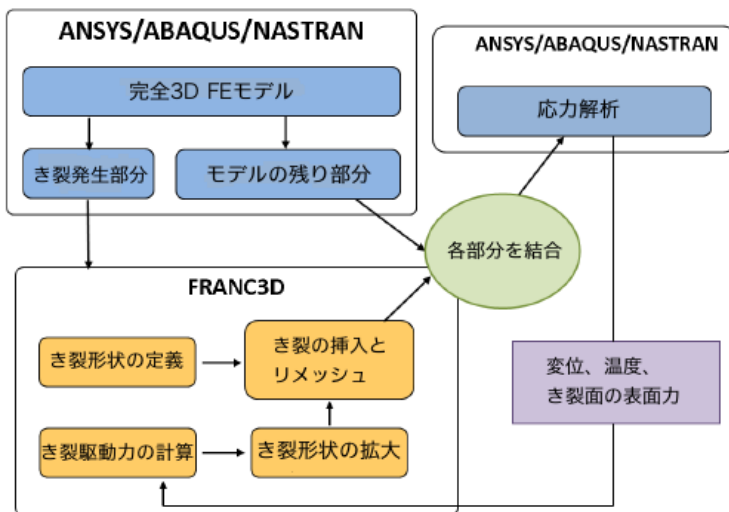 ANSYS/ABAQUS/NASTRAN
完全3D FEモデル
き裂発生部分
モデルの残り部分
ANSYS/ABAQUS/NASTRAN
応力解析
各部分を結合
FRANC3D
き裂形状の定義
き裂の挿入と
リメッシュ
き裂駆動力の計算
き裂形状の拡大
変位、温度、
き裂面の表面力